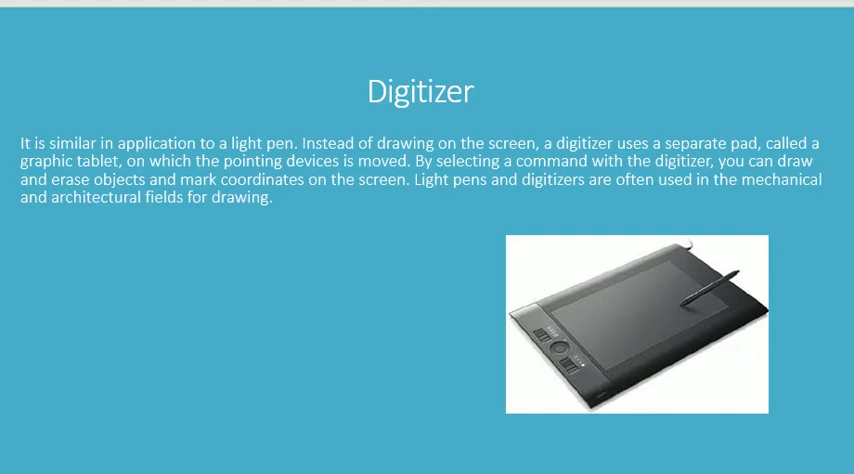 Digitizer
It is similar in application to a light pen. Instead of drawing on the screen, a digitizer uses a separate pad, called a
graphic tablet, on which the pointing devices is moved. By selecting a command with the digitizer, you can draw
and erase objects and mark coordinates on the screen. Light pens and digitizers are often used in the mechanical
and architectural fields for drawing.